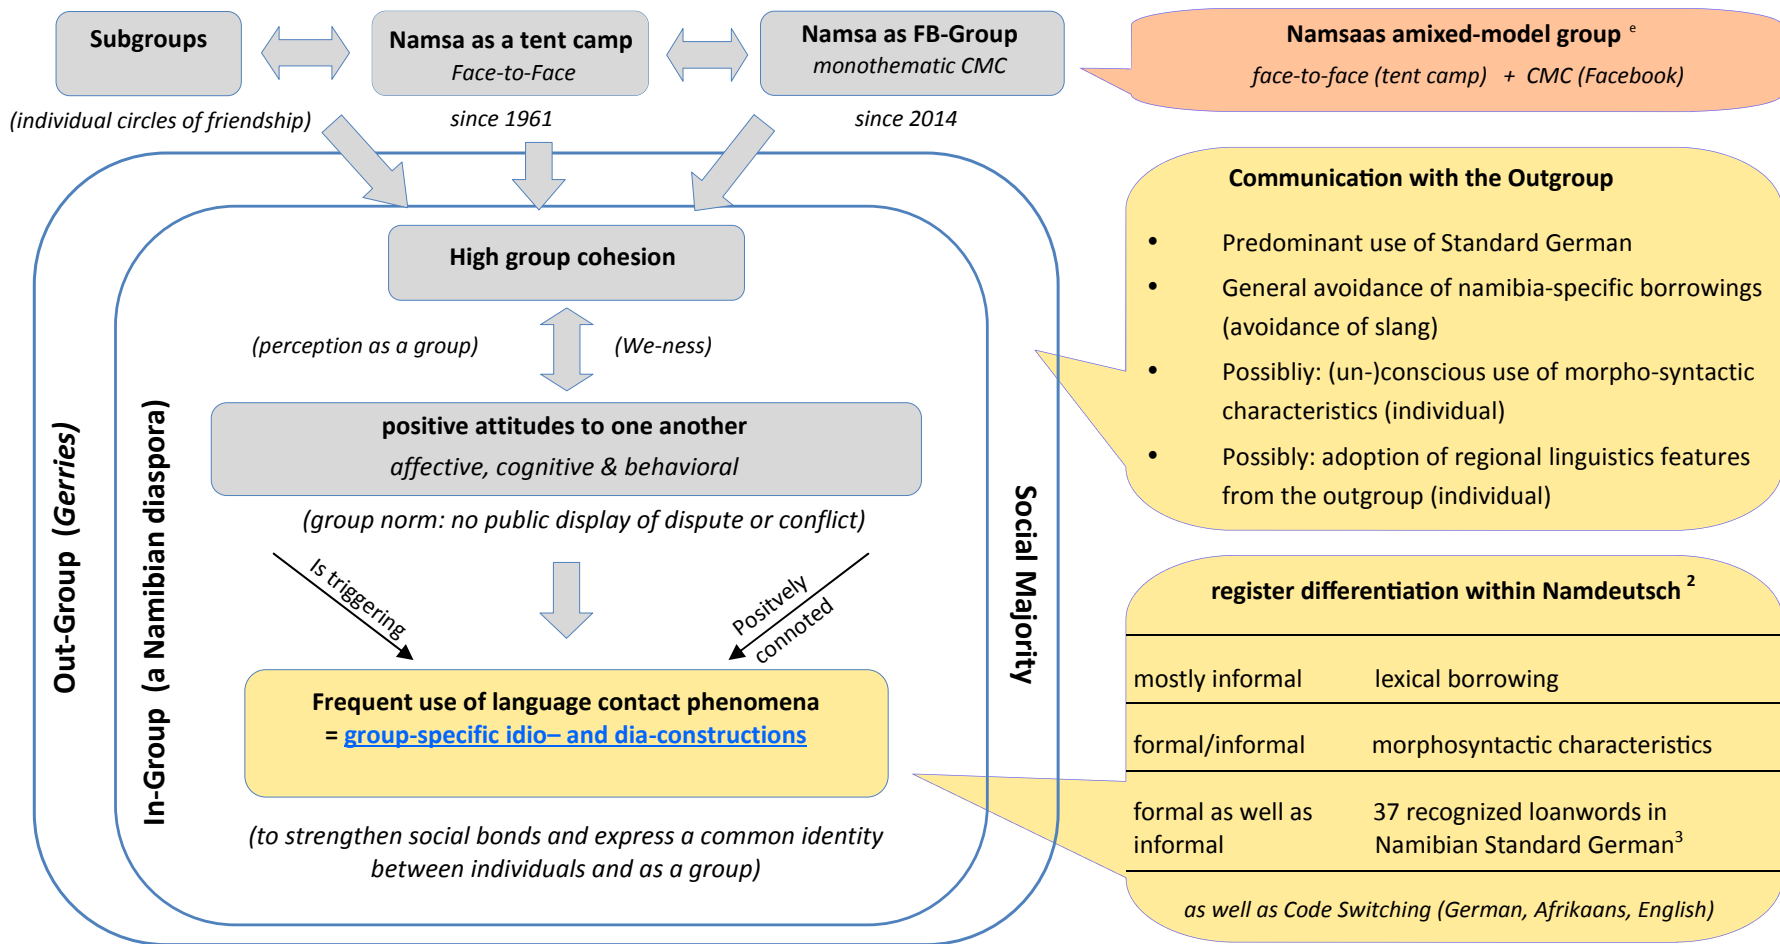 Subgroups
(individual circles of friendship)
Namsa as a tent camp
Face-to-Face
since 1961
Namsa as FB-Group
monothematic CMC
since 2014
Namsaas amixed-model group e
face-to-face (tent camp) + CMC (Facebook)
Out-Group (Gerries)
In-Group (a Namibian diaspora)
Social Majority
High group cohesion
(perception as a group)
(We-ness)
positive attitudes to one another
affective, cognitive & behavioral
(group norm: no public display of dispute or conflict)
Is triggering
Positvely
connoted
Frequent use of language contact phenomena
= group-specific idio– and dia-constructions
(to strengthen social bonds and express a common identity
between individuals and as a group)
Communication with the Outgroup
• Predominant use of Standard German
• General avoidance of namibia-specific borrowings
(avoidance of slang)
• Possibliy: (un-)conscious use of morpho-syntactic
characteristics (individual)
• Possibly: adoption of regional linguistics features
from the outgroup (individual)
register differentiation within Namdeutsch 2
mostly informal lexical borrowing
formal/informal morphosyntactic characteristics
formal as well as 37 recognized loanwords in
informal Namibian Standard German3
as well as Code Switching (German, Afrikaans, English)